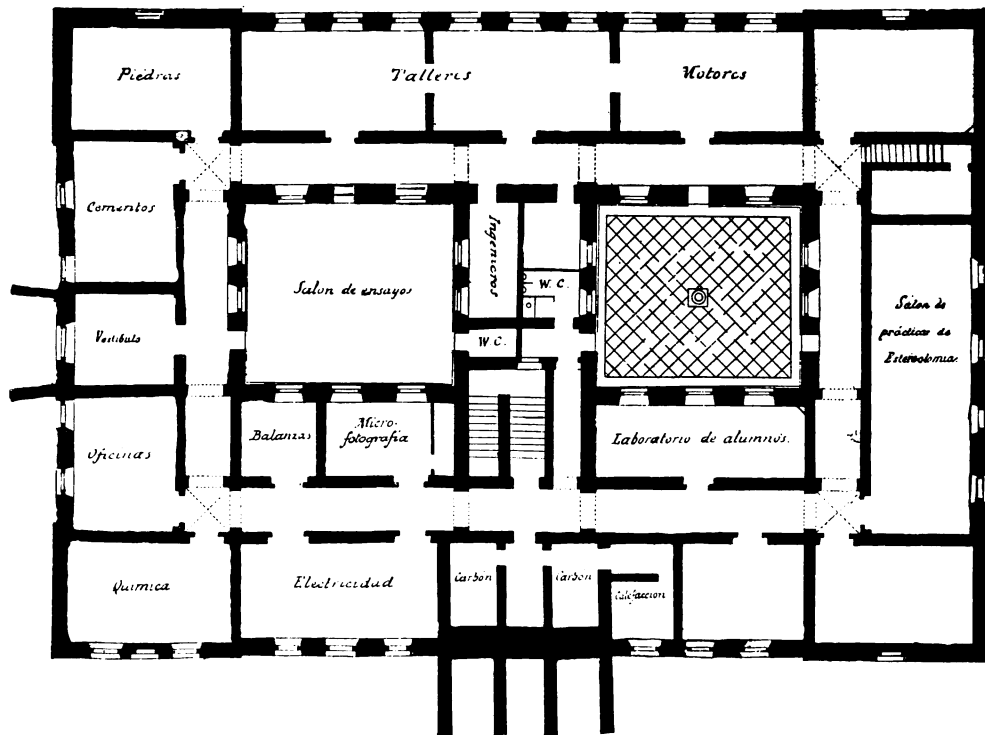 Piedras
Talleres
Motores
Cementos
Ingenieros
W.C.
Salon de ensayos
Salon de
prácticas de
Estereotomia.
Vestibulo
W.C.
Balanzas
Micro-
fotografia
Laboratorio de alumnos.
Oficinas
Quimica
Electricidad
Carbon
Carbon
Calefaccion